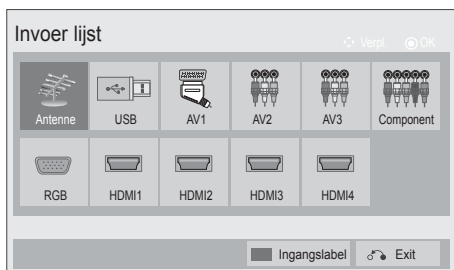 Invoer lijst
Verpl. OK
Antenne USB AV1 AV2 AV3 Component
RGB HDMI1 HDMI2 HDMI3 HDMI4
Ingangslabel Exit